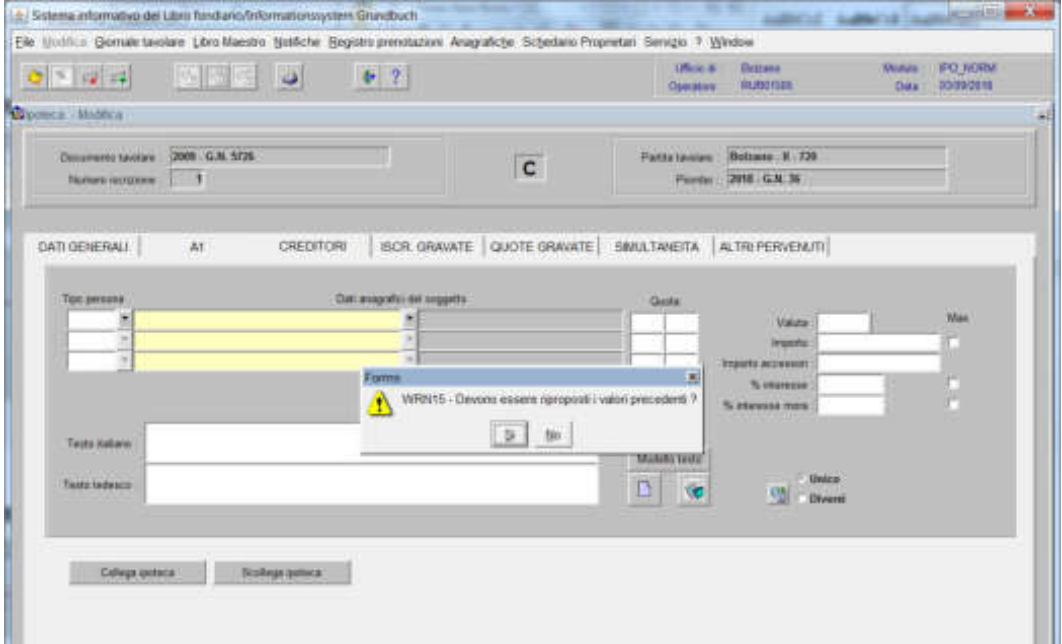 Sistema informativo del Libro fondiario/Informationssystem Grundbuch
File Modifica Giornale tavolare Libro Maestro Notifiche Registro prenotazioni Anagrafiche Schedario Proprietari Servizio ? Window
Ufficio di Bolzano Modulo IPO_NORM
Operatore Data
Ipoteca - Modifica
Documento tavolare 2009 - G.N. 5726 C Partita tavolare Bolzano - II - 720
Numero iscrizione 1 Piombo 2018 - G.N. 36
DATI GENERALI A1 CREDITORI ISCR. GRAVATE QUOTE GRAVATE SIMULTANEITA ALTRI PERVENUTI
Tipo persona Dati anagrafici del soggetto Quota
Valuta Max
Importo
Importo accessori
% interesse
% interesse mora
Forms
WRN15 - Devono essere riproposti i valori precedenti ?
Si No
Testo italiano
Modello testo
Testo tedesco
Unico
Diversi
Collega ipoteca Scollega ipoteca